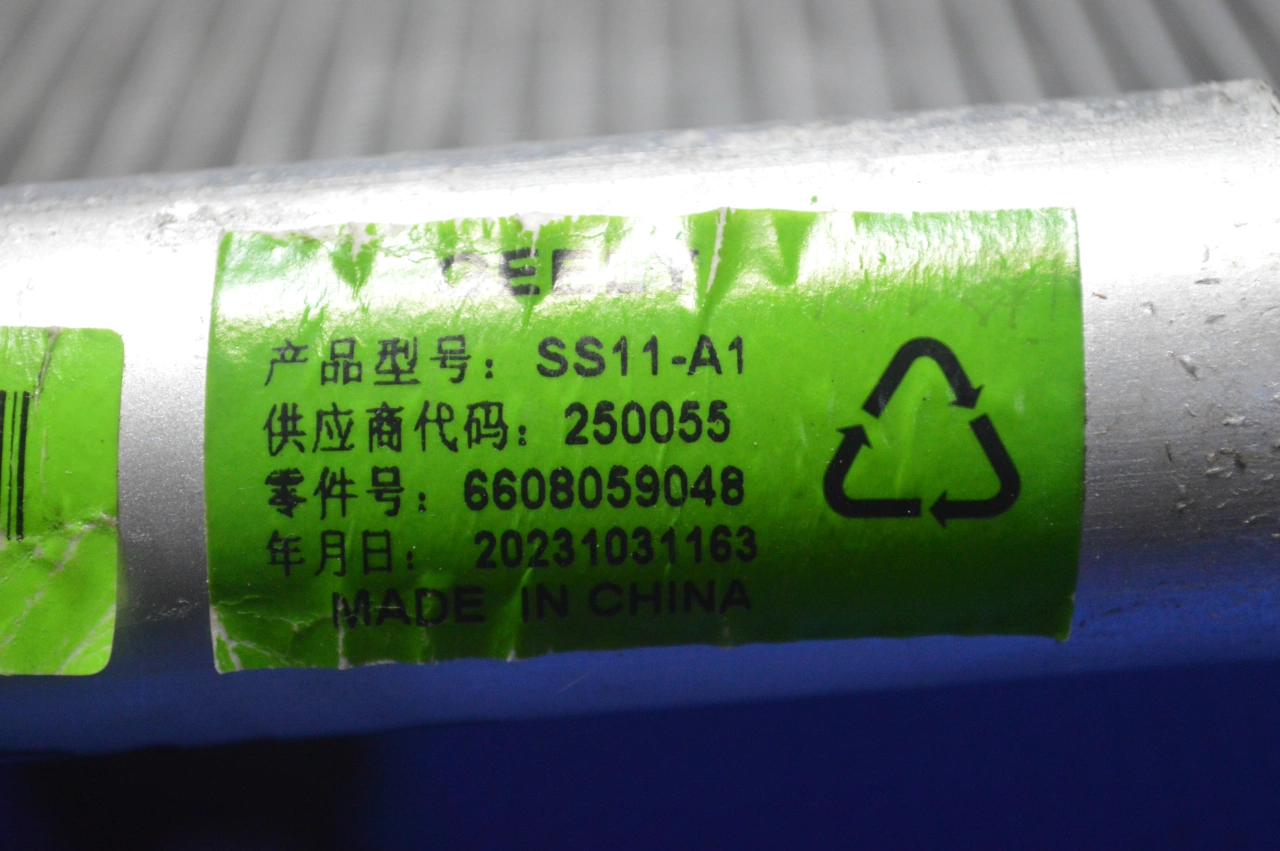 产品型号：SS11-A1
供应商代码：250055
零件号：6608059048
年月日：20231031163
MADE IN CHINA